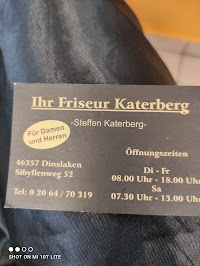 Ihr Friseur Katerberg
-Steffen Katerberg-
Für Damen
und Herren
46357 Dinslaken
Sibyllenweg 52
Tel: 0 20 64 / 70 319
Öffnungszeiten
Di - Fr
08.00 Uhr - 18.00 Uhr
Sa
07.30 Uhr - 13.00 Uhr
SHOT ON MI 10T LITE